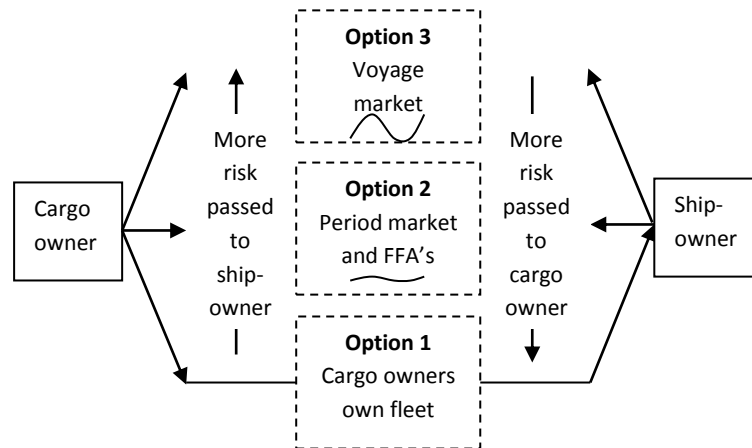 Option 3
Voyage
market
More
risk
passed
to
ship-
owner
More
risk
passed
to
cargo
owner
Cargo
owner
Option 2
Period market
and FFA's
Ship-
owner
Option 1
Cargo owners
own fleet